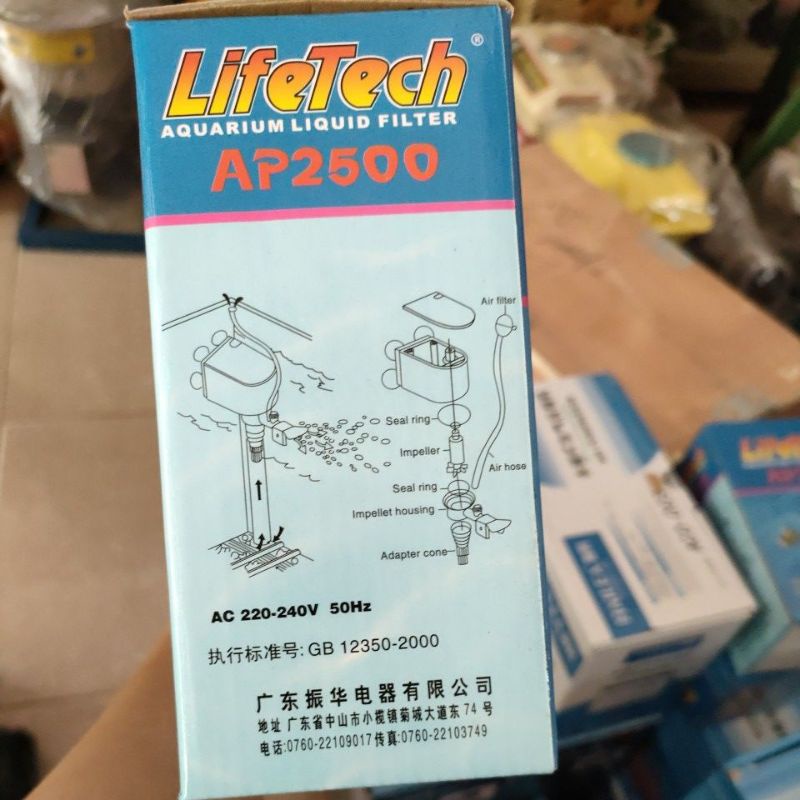 LifeTech®
AQUARIUM LIQUID FILTER
AP2500
Air filter
Seal ring
Impeller
Air hose
Seal ring
Impellet housing
Adapter cone
AC 220-240V 50Hz
执行标准号: GB 12350-2000
广东振华电器有限公司
地址 广东省中山市小榄镇菊城大道东 74 号
电话:0760-22109017 传真:0760-22103749